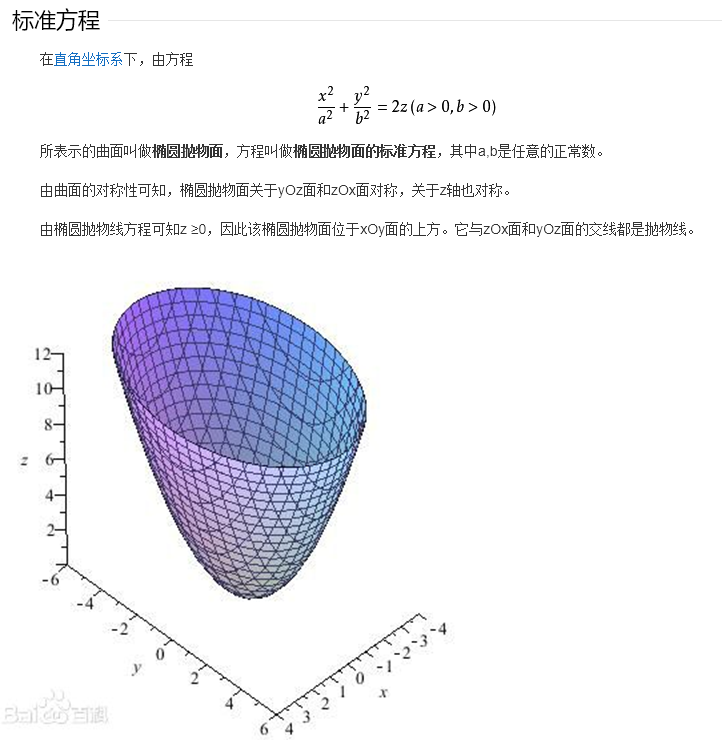 标准方程
在直角坐标系下，由方程
x²/a² + y²/b² = 2z (a > 0, b > 0)
所表示的曲面叫做椭圆抛物面，方程叫做椭圆抛物面的标准方程，其中a,b是任意的正常数。
由曲面的对称性可知，椭圆抛物面关于yOz面和zOx面对称，关于z轴也对称。
由椭圆抛物线方程可知z ≥0，因此该椭圆抛物面位于xOy面的上方。它与zOx面和yOz面的交线都是抛物线。
12
10
8
z 6
4
2
-6
-4
-2
0
y
2
4
6
4
3
2
1
0
x
-1
-2
-3
-4
Baidu百科